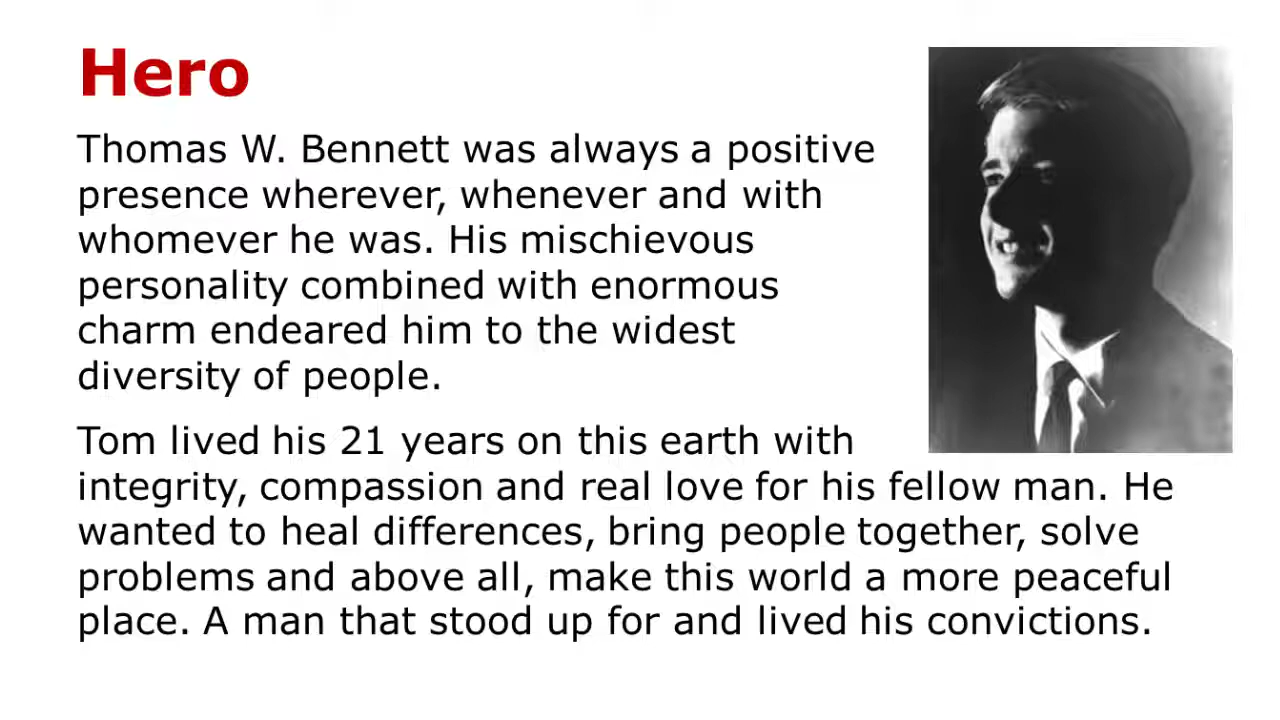 Hero
Thomas W. Bennett was always a positive
presence wherever, whenever and with
whomever he was. His mischievous
personality combined with enormous
charm endeared him to the widest
diversity of people.
Tom lived his 21 years on this earth with
integrity, compassion and real love for his fellow man. He
wanted to heal differences, bring people together, solve
problems and above all, make this world a more peaceful
place. A man that stood up for and lived his convictions.